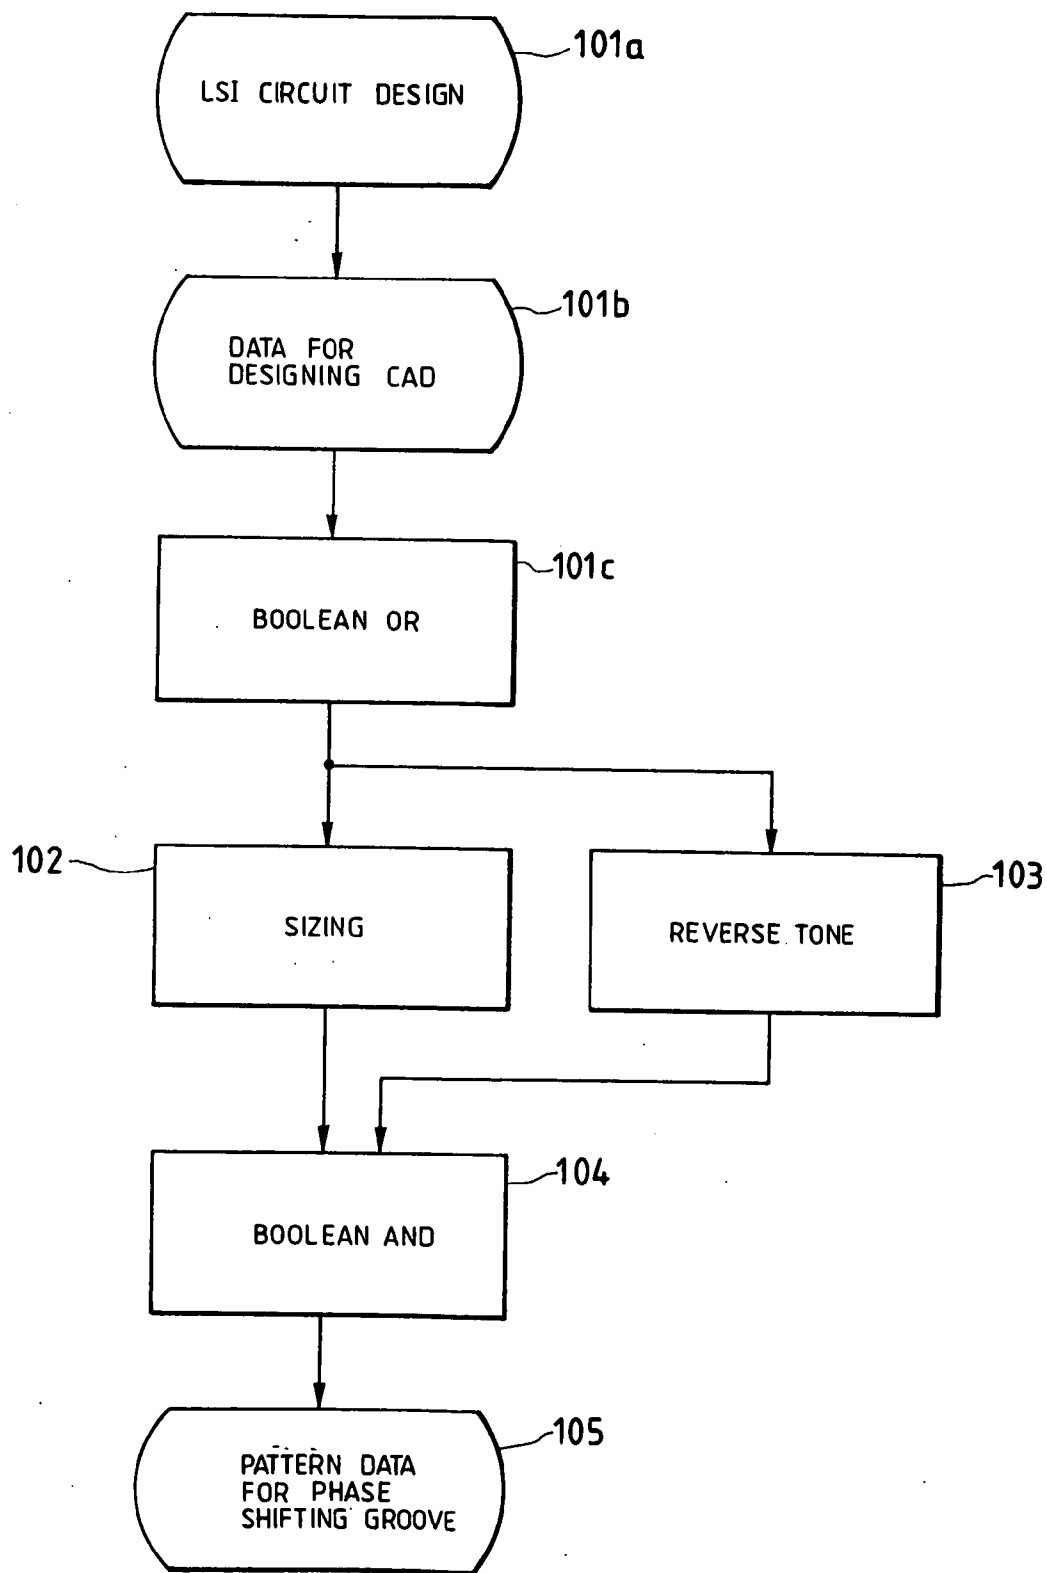 101a
LSI CIRCUIT DESIGN
101b
DATA FOR
DESIGNING CAD
101c
BOOLEAN OR
102
SIZING
103
REVERSE TONE
104
BOOLEAN AND
105
PATTERN DATA
FOR PHASE
SHIFTING GROOVE